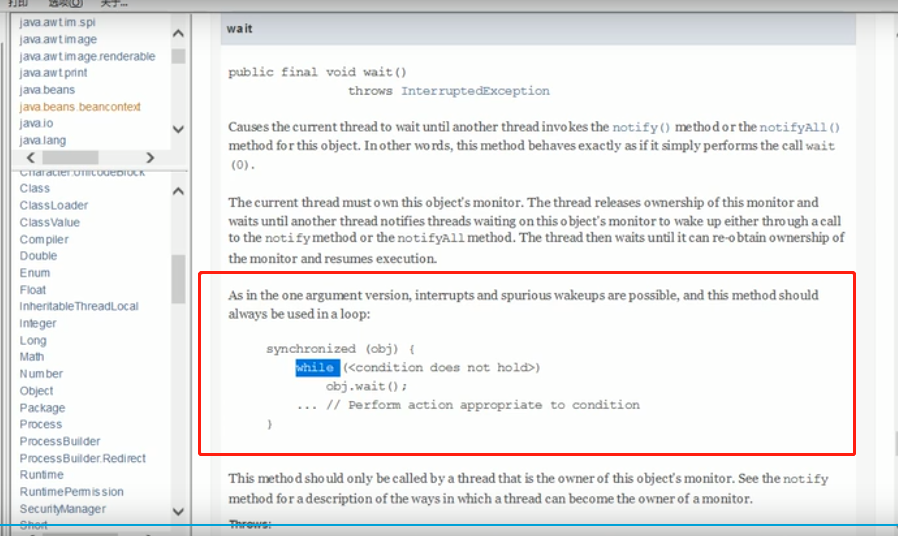 打印 选项(O) 关于...
java.awt.im.spi
java.awt.image
java.awt.image.renderable
java.awt.print
java.beans
java.beans.beancontext
java.io
java.lang
Character.UnicodeBlock
Class
ClassLoader
ClassValue
Compiler
Double
Enum
Float
InheritableThreadLocal
Integer
Long
Math
Number
Object
Package
Process
ProcessBuilder
ProcessBuilder.Redirect
Runtime
RuntimePermission
SecurityManager
Short
wait
public final void wait()
throws InterruptedException
Causes the current thread to wait until another thread invokes the notify() method or the notifyAll()
method for this object. In other words, this method behaves exactly as if it simply performs the call wait
(0).
The current thread must own this object's monitor. The thread releases ownership of this monitor and
waits until another thread notifies threads waiting on this object's monitor to wake up either through a call
to the notify method or the notifyAll method. The thread then waits until it can re-obtain ownership of
the monitor and resumes execution.
As in the one argument version, interrupts and spurious wakeups are possible, and this method should
always be used in a loop:
synchronized (obj) {
while (<condition does not hold>)
obj.wait();
... // Perform action appropriate to condition
}
This method should only be called by a thread that is the owner of this object's monitor. See the notify
method for a description of the ways in which a thread can become the owner of a monitor.
Throws: